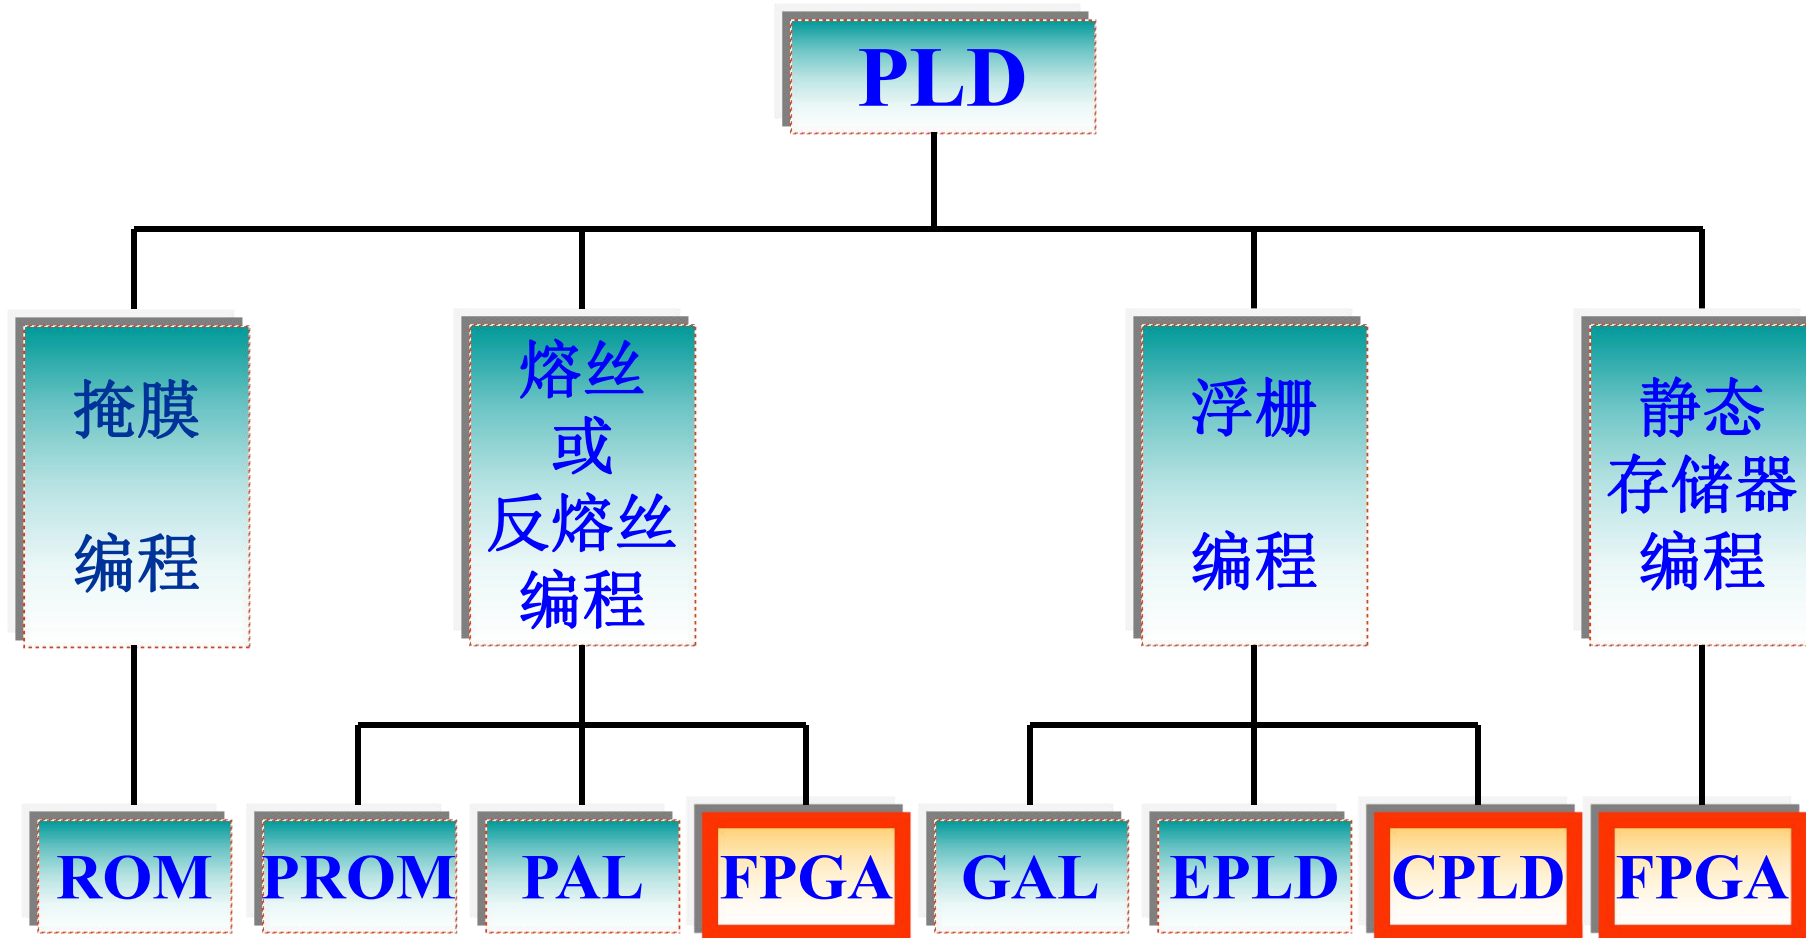 PLD
掩膜
编程
熔丝
或
反熔丝
编程
浮栅
编程
静态
存储器
编程
ROM
PROM
PAL
FPGA
GAL
EPLD
CPLD
FPGA